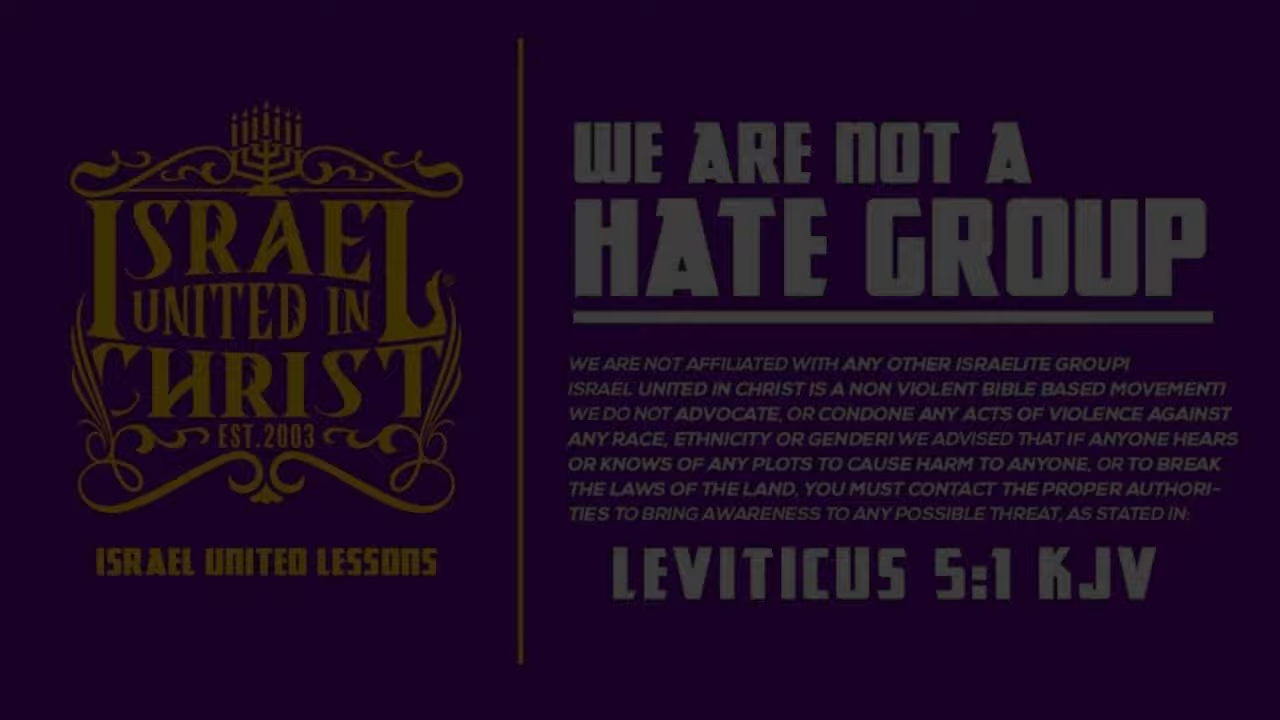 ISRAEL
UNITED IN
CHRIST
EST.2003
ISRAEL UNITED LESSONS
WE ARE NOT A
HATE GROUP
WE ARE NOT AFFILIATED WITH ANY OTHER ISRAELITE GROUP!
ISRAEL UNITED IN CHRIST IS A NON VIOLENT BIBLE BASED MOVEMENT!
WE DO NOT ADVOCATE, OR CONDONE ANY ACTS OF VIOLENCE AGAINST
ANY RACE, ETHNICITY OR GENDER! WE ADVISED THAT IF ANYONE HEARS
OR KNOWS OF ANY PLOTS TO CAUSE HARM TO ANYONE, OR TO BREAK
THE LAWS OF THE LAND, YOU MUST CONTACT THE PROPER AUTHORI-
TIES TO BRING AWARENESS TO ANY POSSIBLE THREAT, AS STATED IN:
LEVITICUS 5:1 KJV